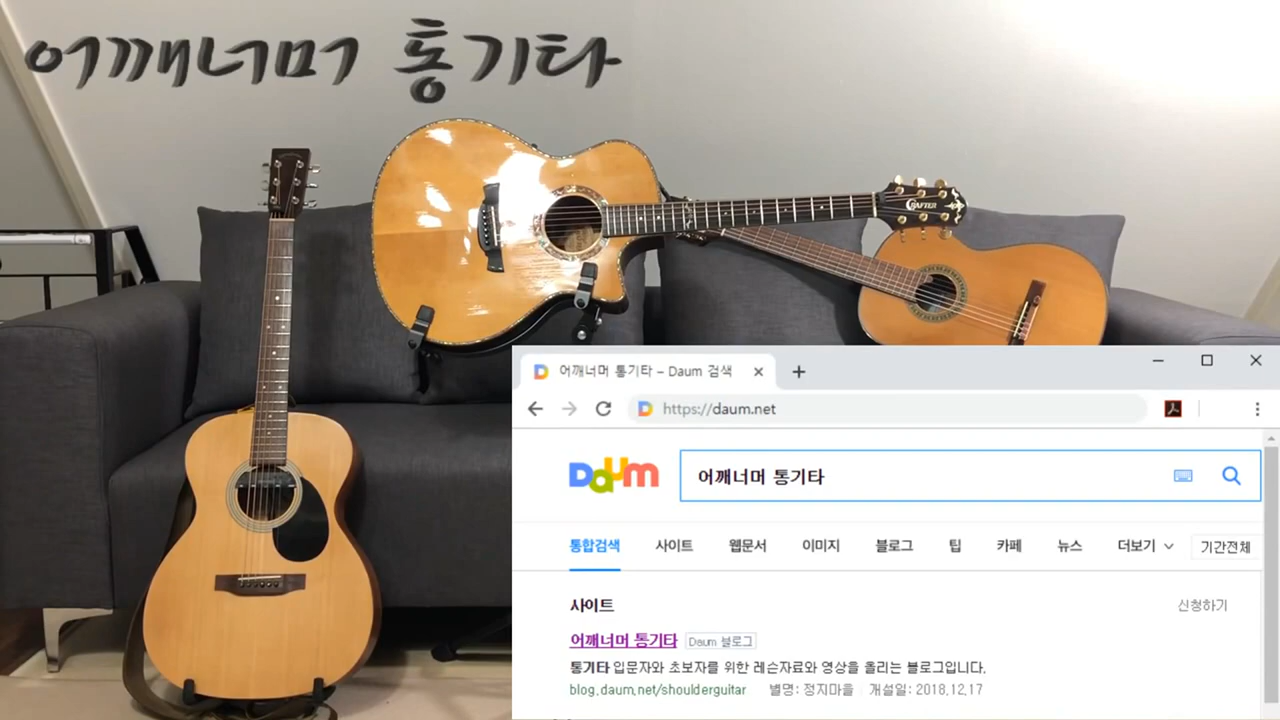 어깨너머 통기타
CRAFTER
어깨너머 통기타 – Daum 검색
https://daum.net
Daum
어깨너머 통기타
통합검색 사이트 웹문서 이미지 블로그 팁 카페 뉴스 더보기 기간전체
사이트 신청하기
어깨너머 통기타 Daum 블로그
통기타 입문자와 초보자를 위한 레슨자료와 영상을 올리는 블로그입니다.
blog.daum.net/shoulderguitar 별명: 정지마을 개설일: 2018.12.17